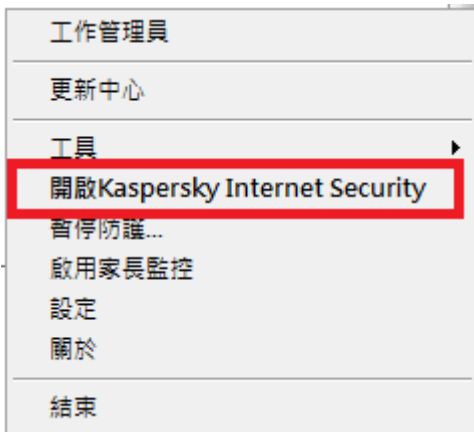 工作管理員
更新中心
工具
開啟Kaspersky Internet Security
暫停防護...
啟用家長監控
設定
關於
結束